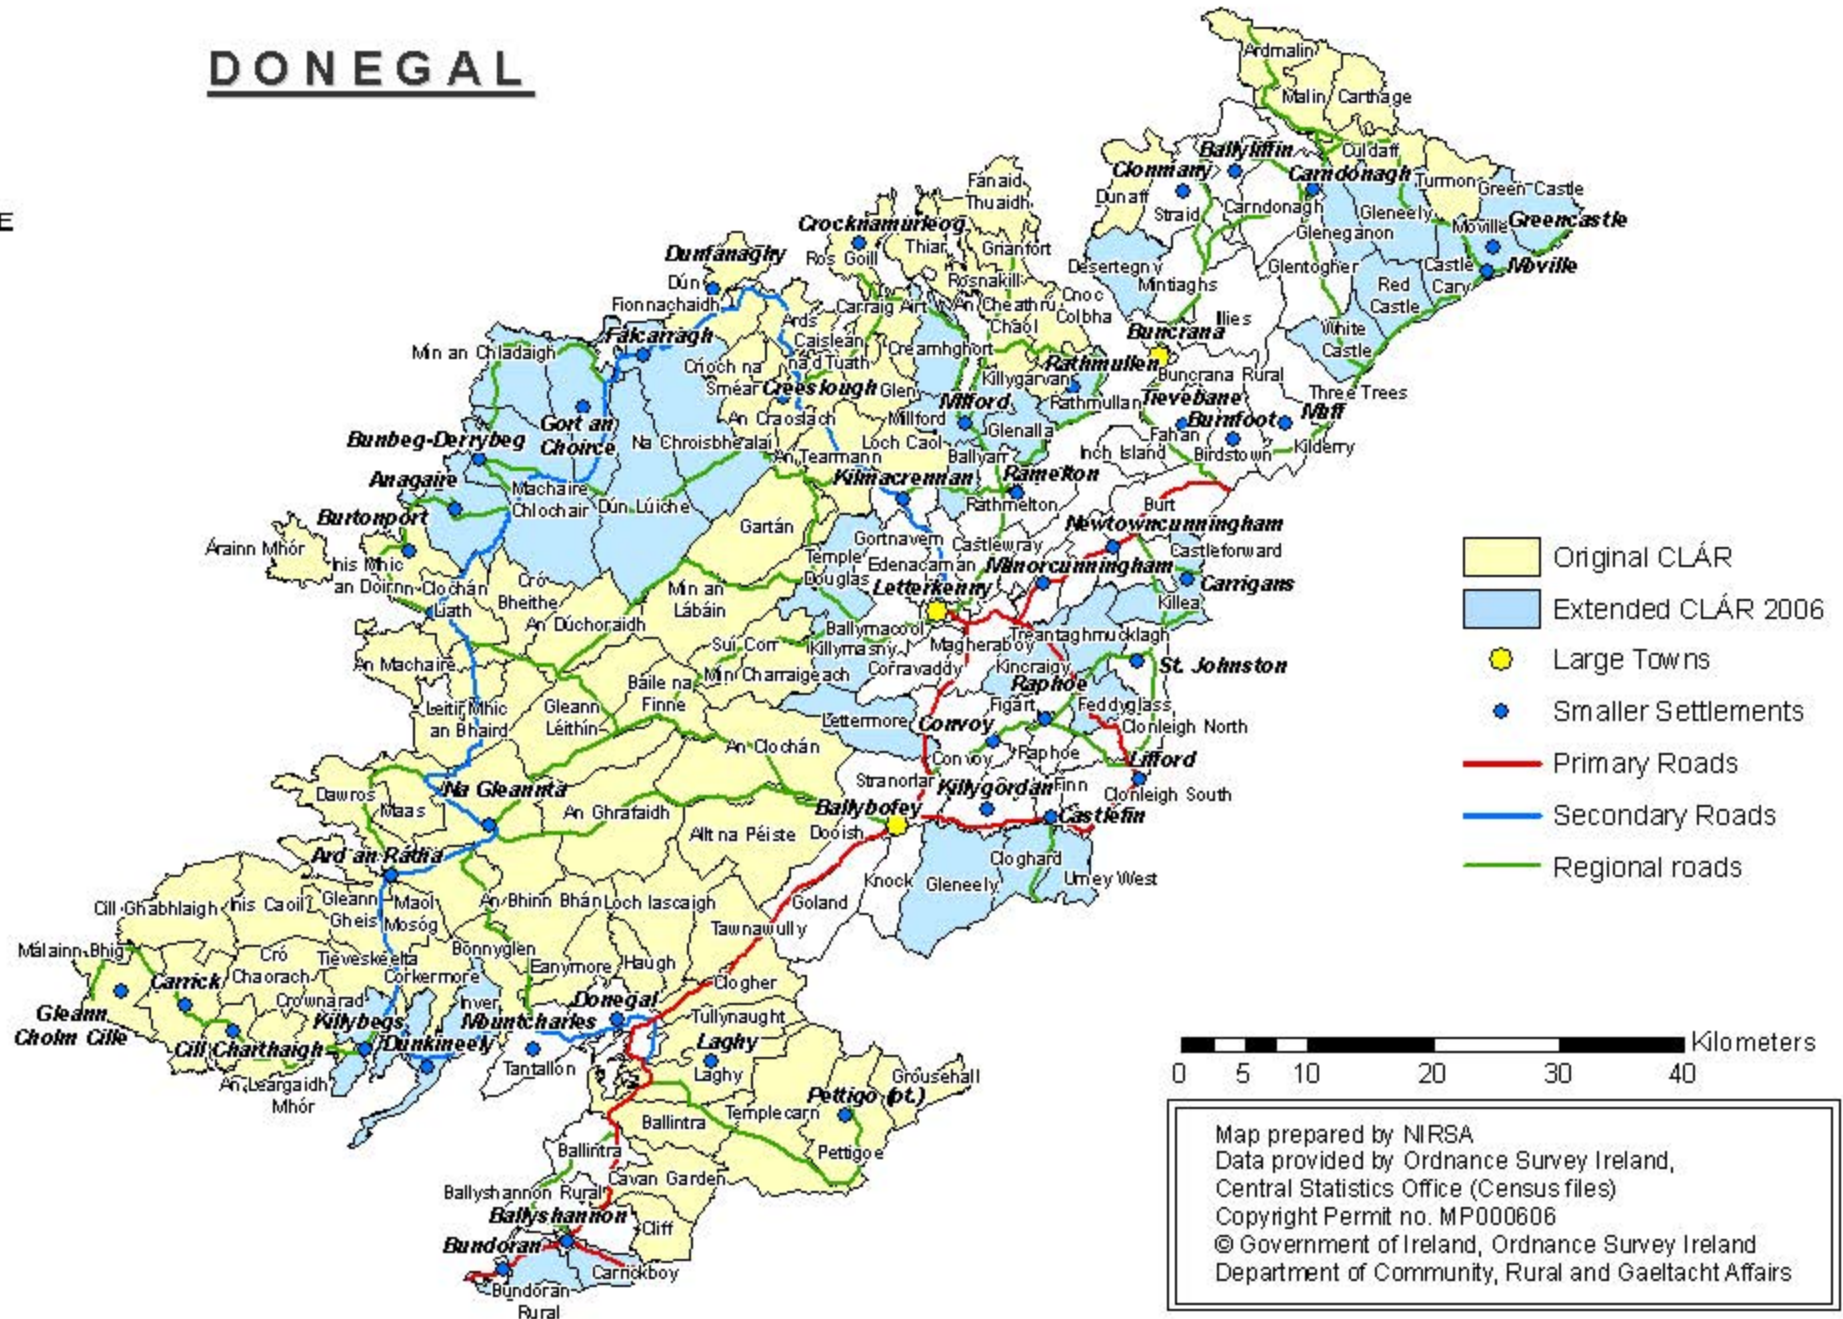 DONEGAL
E
Ardmalin
Malin
Carthage
Culdaff
Ballyliffin
Clonmany
Carndonagh
Turmone
Green Castle
Dunaff
Straid
Carndonagh
Gleneely
Moville
Greencastle
Gleneganon
Fánaid
Thuaidh
Crocknamurleog
Thiar
Grianfort
Ros Goill
Dunfanaghy
Desertegny
Mintiaghs
Glentogher
Castle
Cary
Moville
Red
Castle
Dún
Fionnachaidh
Rosnakill
Carraig Airt
An Cheathrú
Chaol
Cnoc
Colbha
Illies
White
Castle
Ards
Buncrana
Falcarragh
Caisleán
na dTuath
Creamhghort
Mín an Chladaigh
Críoch na
Sméar
Creeslough
Glen
Killygarvan
Rathmullen
Buncrana Rural
Three Trees
Rathmullan
Tievebane
Muff
Gort an
Choirce
An Craoslach
Millford
Milford
Glenalla
Burnfoot
Fahan
Kilderry
Bunbeg-Derrybeg
Na Chroisbhealaí
Loch Caol
Inch Island
Birdstown
An Tearmann
Ballyarr
Anagaire
Kilmacrennan
Ramelton
Machaire
Chlochair
Dún Lúiche
Rathmelton
Burt
Burtonport
Gartán
Newtowncunningham
Árainn Mhór
Gortnavern
Castlewray
Castleforward
Inis Mhic
an Doirn
Temple
Douglas
Edenacarnan
Manorcunningham
Carrigans
Clochán
Liath
Cró
Bheithe
Mín an
Lábáin
Letterkenny
Killea
An Dúchoraidh
Ballymacool
Treantaghmucklagh
Suí Corr
Killymasny
Magheraboy
An Machaire
Mín Charraigeach
Corravaddy
Kincraigy
St. Johnston
Báile na
Finne
Raphoe
Leitir Mhic
an Bhaird
Gleann
Léithín
Figart
Feddyglass
Lettermore
Convoy
Clonleigh North
An Clochán
Convoy
Raphoe
Lifford
Stranorlar
Dawros
Na Gleannta
Killygordan
Finn
Clonleigh South
Maas
An Ghrafaidh
Ballybofey
Castlefin
Alt na Péiste
Dooish
Ard an Rátha
Cloghard
Knock
Gleneely
Urney West
Cill Ghabhlaigh
Inis Caoil
Gleann
Gheis
Maol
Mosóg
An Bhinn Bhán
Loch Iascaigh
Goland
Tawnawully
Málainn Bhig
Cró
Chaorach
Tieveskeelta
Bonnyglen
Corkermore
Eanymore
Haugh
Clogher
Carrick
Crownarad
Inver
Donegal
Gleann
Cholm Cille
Killybegs
Mountcharles
Tullynaught
Cill Charthaigh
Dunkineely
Laghy
Tantallon
Laghy
Grousehall
An Leargaidh
Mhór
Pettigo (pt.)
Ballintra
Templecarn
Ballintra
Pettigoe
Cavan Garden
Ballyshannon Rural
Ballyshannon
Cliff
Bundoran
Carrickboy
Bundoran
Rural
Original CLÁR
Extended CLÁR 2006
Large Towns
Smaller Settlements
Primary Roads
Secondary Roads
Regional roads
Kilometers
0 5 10 20 30 40
Map prepared by NIRSA
Data provided by Ordnance Survey Ireland,
Central Statistics Office (Census files)
Copyright Permit no. MP000606
© Government of Ireland, Ordnance Survey Ireland
Department of Community, Rural and Gaeltacht Affairs